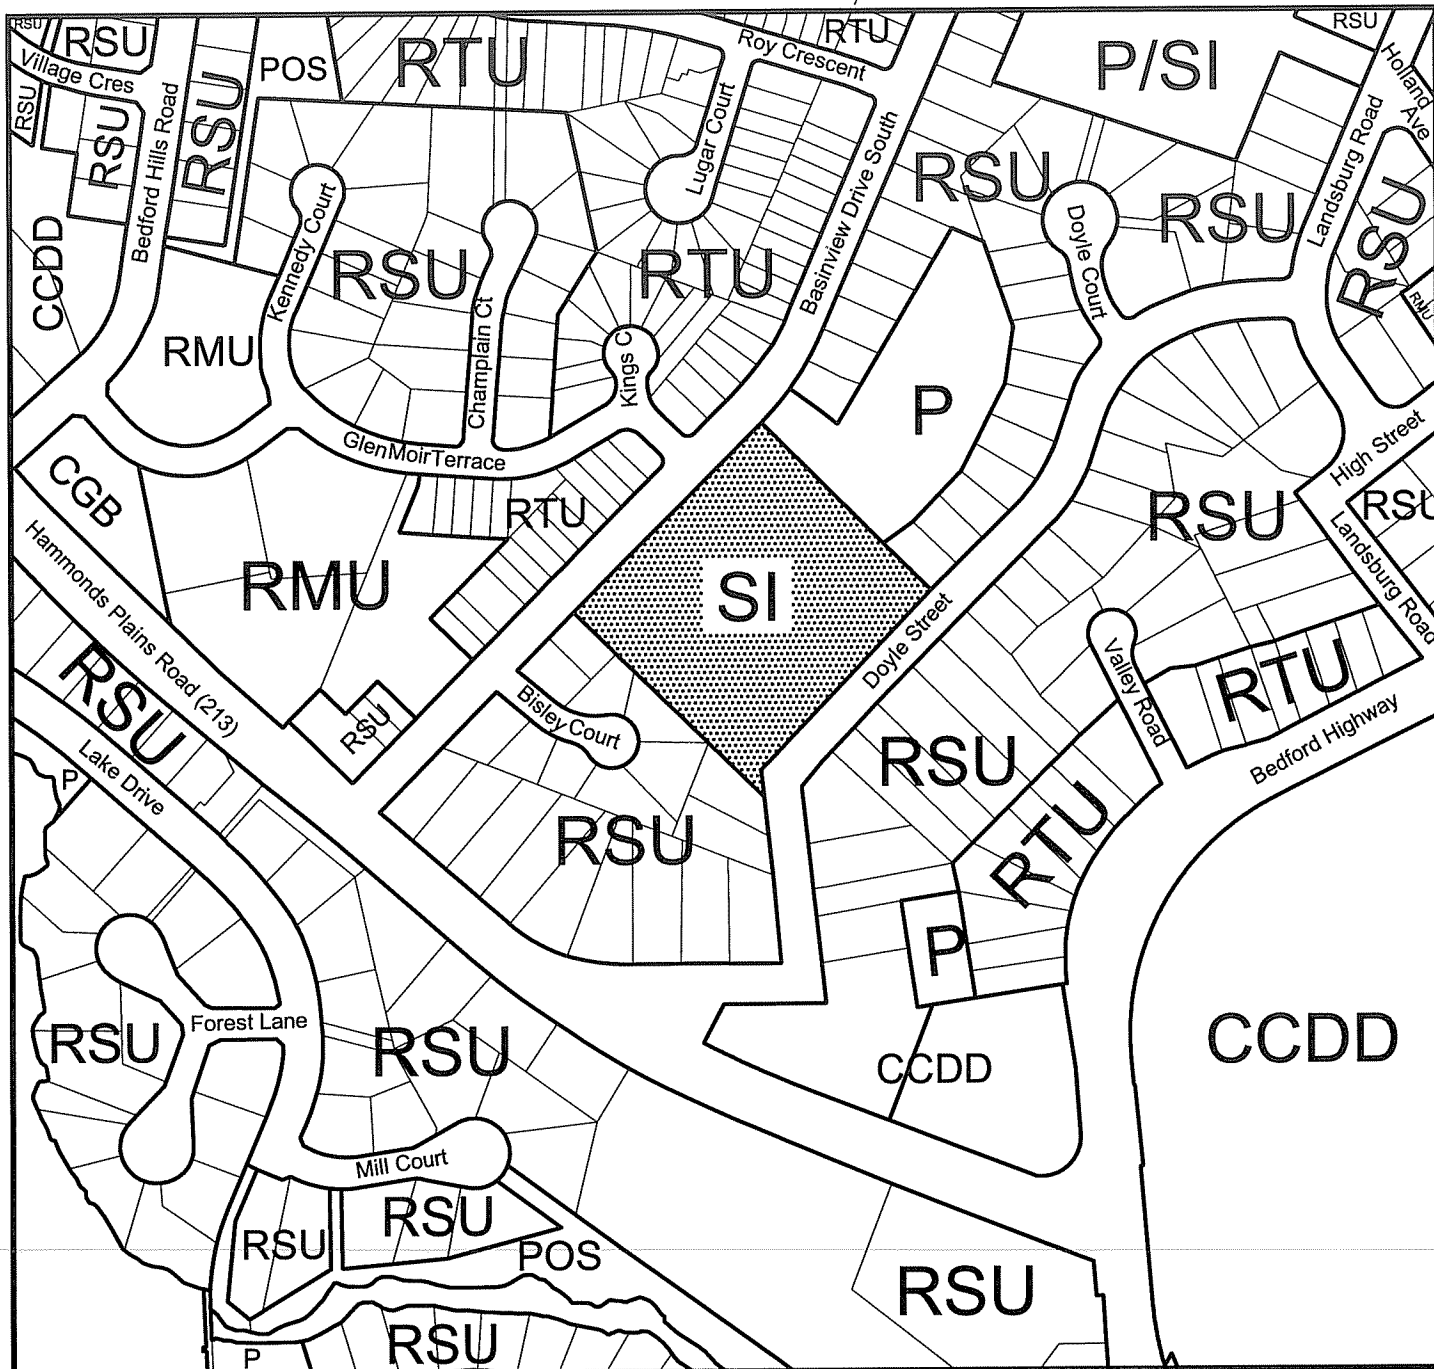 RSU
RSU
Village Cres
RSU
RSU
Bedford Hills Road
RSU
POS
RTU
Roy Crescent
RTU
Lugar Court
Basinview Drive South
P/SI
RSU
Holland Ave
Landsburg Road
RSU
RSU
RSU
Doyle Court
RMU
CCDD
Kennedy Court
RSU
Champlain Ct
RTU
Kings C
RMU
P
GlenMoirTerrace
CGB
RTU
RMU
Hammonds Plains Road (213)
SI
Doyle Street
RSU
High Street
RSU
Landsburg Road
Valley Road
RTU
Bedford Highway
RSU
RSU
Bisley Court
RSU
RSU
RTU
P
Lake Drive
P
CCDD
CCDD
RSU
Forest Lane
RSU
Mill Court
RSU
RSU
POS
RSU
RSU
P